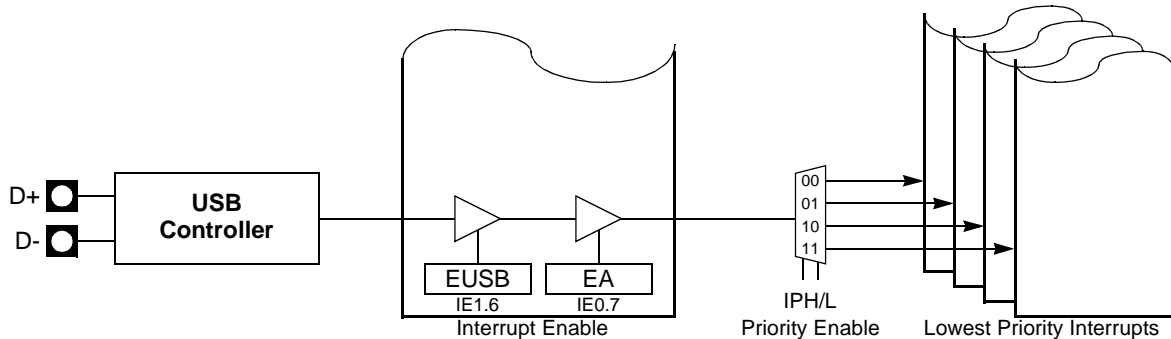 D+
D-
USB
Controller
EUSB
IE1.6
EA
IE0.7
Interrupt Enable
00
01
10
11
IPH/L
Priority Enable
Lowest Priority Interrupts